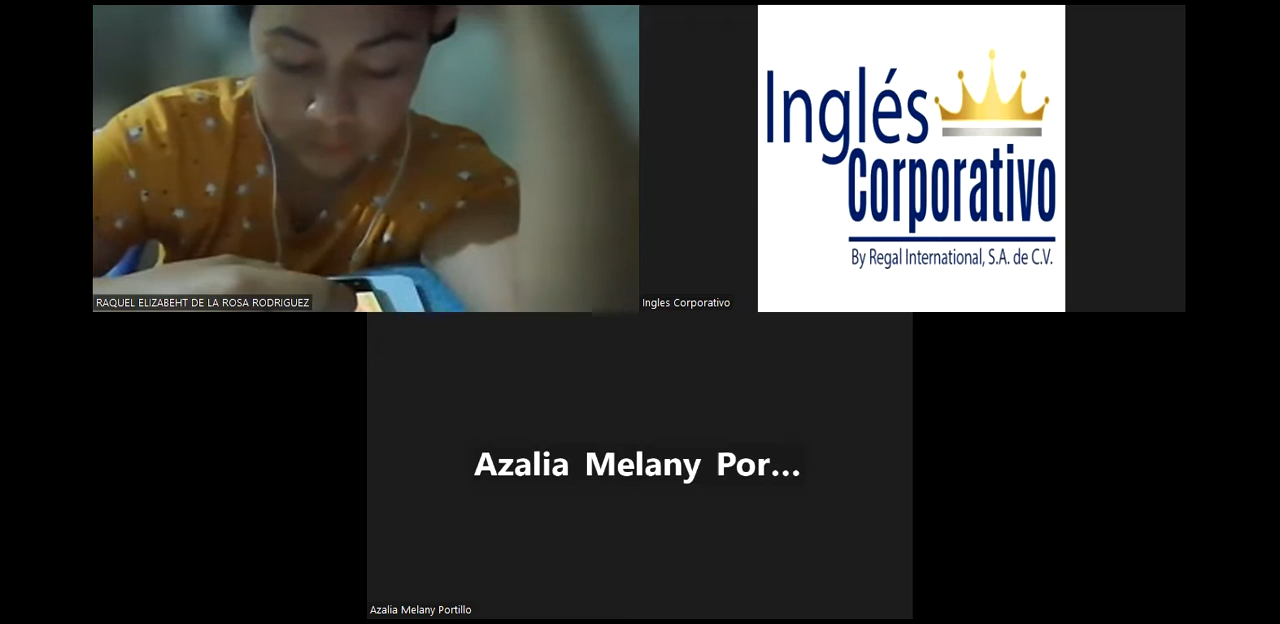 RAQUEL ELIZABEHT DE LA ROSA RODRIGUEZ
Inglés
Corporativo
By Regal International, S.A. de C.V.
Ingles Corporativo
Azalia Melany Por...
Azalia Melany Portillo